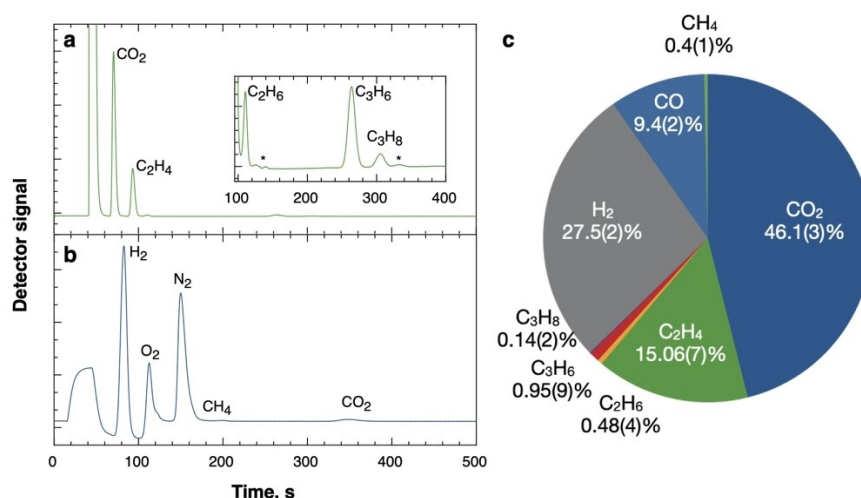 a
CO₂
C₂H₄
C₂H₆
*
C₃H₆
C₃H₈
*
100 200 300 400
b
H₂
O₂
N₂
CH₄
CO₂
Detector signal
0 100 200 300 400 500
Time, s
c
CH₄
0.4(1)%
CO
9.4(2)%
H₂
27.5(2)%
CO₂
46.1(3)%
C₃H₈
0.14(2)%
C₃H₆
0.95(9)%
C₂H₆
0.48(4)%
C₂H₄
15.06(7)%